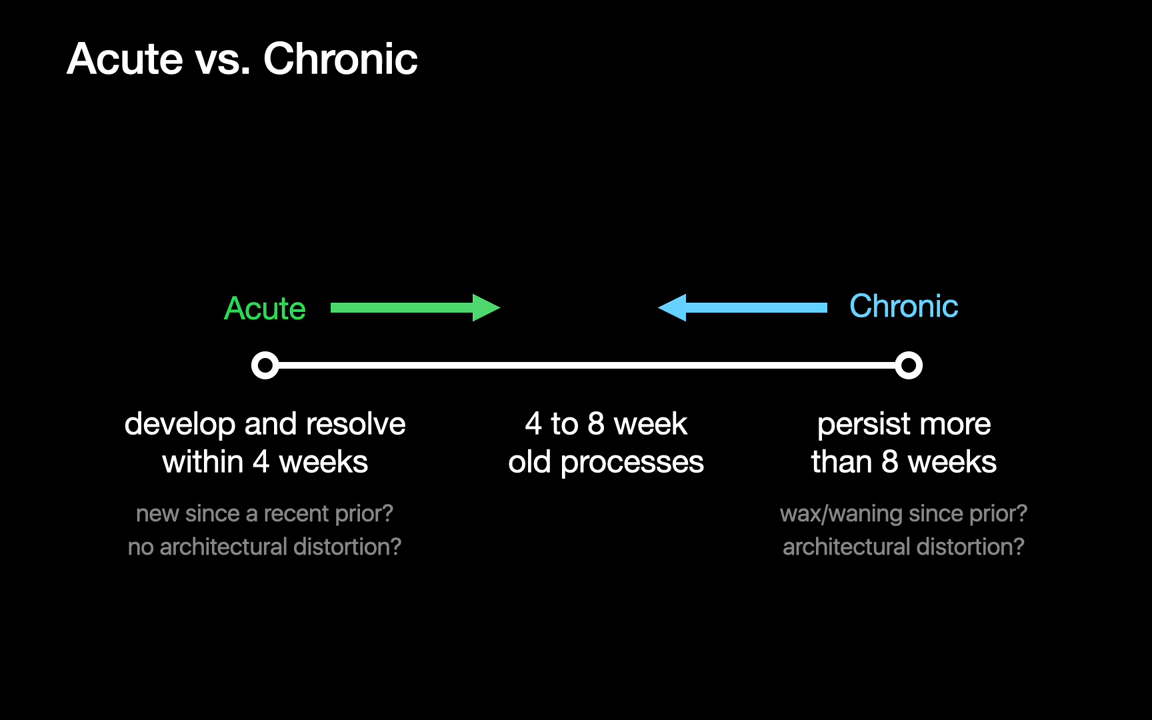 Acute vs. Chronic
Acute
Chronic
develop and resolve
within 4 weeks
4 to 8 week
old processes
persist more
than 8 weeks
new since a recent prior?
no architectural distortion?
wax/waning since prior?
architectural distortion?